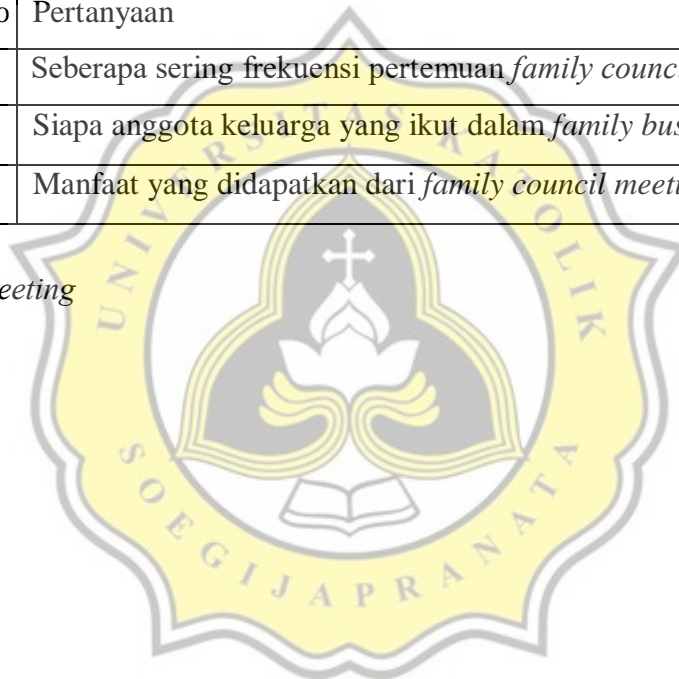 o Pertanyaan
Seberapa sering frekuensi pertemuan family counc
Siapa anggota keluarga yang ikut dalam family bus
Manfaat yang didapatkan dari family council meeti
eeting
UNIVERSITAS KATOLIK
SOEGIJAPRANATA